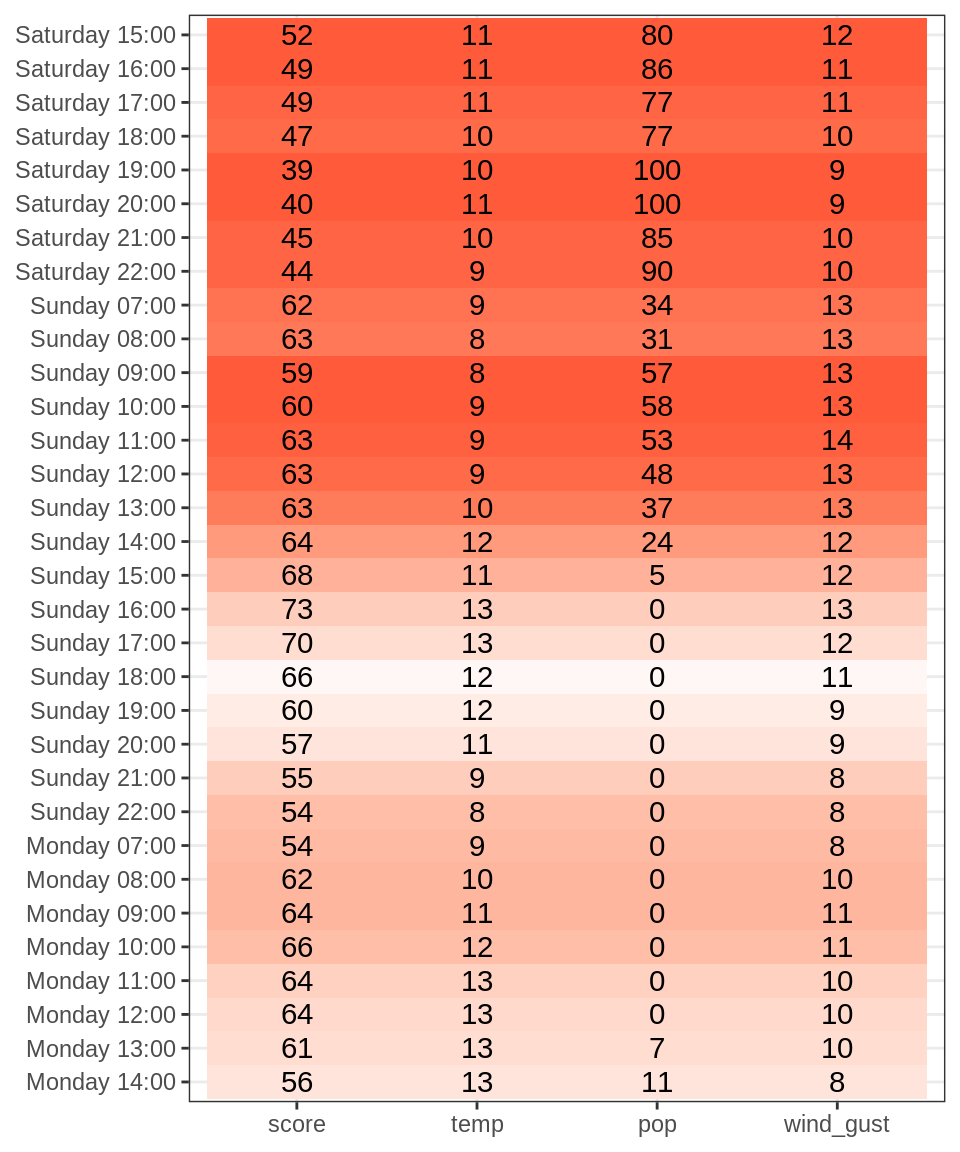 Saturday 15:00 52 11 80 12
Saturday 16:00 49 11 86 11
Saturday 17:00 49 11 77 11
Saturday 18:00 47 10 77 10
Saturday 19:00 39 10 100 9
Saturday 20:00 40 11 100 9
Saturday 21:00 45 10 85 10
Saturday 22:00 44 9 90 10
Sunday 07:00 62 9 34 13
Sunday 08:00 63 8 31 13
Sunday 09:00 59 8 57 13
Sunday 10:00 60 9 58 13
Sunday 11:00 63 9 53 14
Sunday 12:00 63 9 48 13
Sunday 13:00 63 10 37 13
Sunday 14:00 64 12 24 12
Sunday 15:00 68 11 5 12
Sunday 16:00 73 13 0 13
Sunday 17:00 70 13 0 12
Sunday 18:00 66 12 0 11
Sunday 19:00 60 12 0 9
Sunday 20:00 57 11 0 9
Sunday 21:00 55 9 0 8
Sunday 22:00 54 8 0 8
Monday 07:00 54 9 0 8
Monday 08:00 62 10 0 10
Monday 09:00 64 11 0 11
Monday 10:00 66 12 0 11
Monday 11:00 64 13 0 10
Monday 12:00 64 13 0 10
Monday 13:00 61 13 7 10
Monday 14:00 56 13 11 8
score temp pop wind_gust